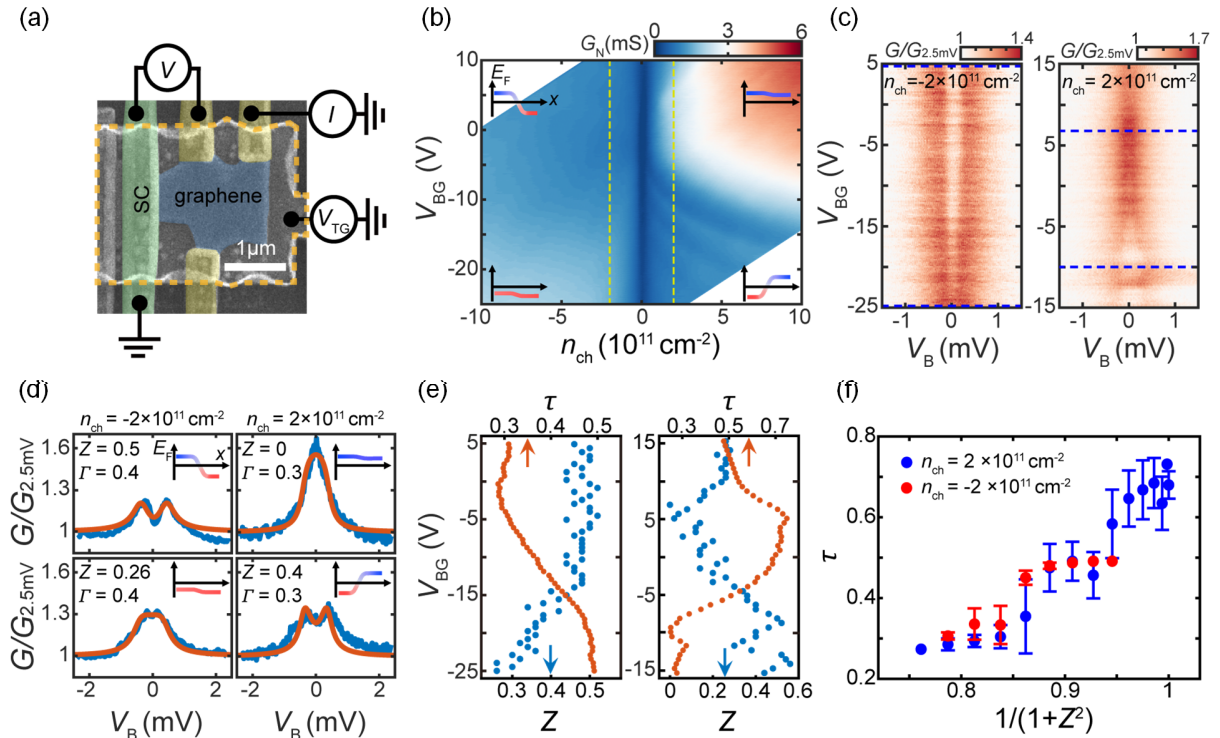 (a)
V
I
SC
graphene
V_TG
1μm
(b)
G_N(mS)
0
3
6
10
0
-10
-20
V_BG (V)
E_F
x
-10
-5
0
5
10
n_ch (10^11 cm^-2)
(c)
G/G_2.5mV
1
1.4
n_ch=-2×10^11 cm^-2
5
-5
-15
-25
V_BG (V)
-1
0
1
V_B (mV)
G/G_2.5mV
1
1.7
n_ch= 2×10^11 cm^-2
15
5
-5
-15
-1
0
1
V_B (mV)
(d)
n_ch = -2×10^11 cm^-2
n_ch = 2×10^11 cm^-2
1.6
1.3
1
Z = 0.5
Γ = 0.4
E_F
x
Z = 0
Γ = 0.3
1.6
1.3
1
Z = 0.26
Γ = 0.4
Z = 0.4
Γ = 0.3
G/G_2.5mV
G/G_2.5mV
-2
0
2
-2
0
2
V_B (mV)
V_B (mV)
(e)
τ
0.3
0.4
0.5
5
-5
-15
-25
V_BG (V)
0.3
0.4
0.5
Z
τ
0.3
0.5
0.7
15
5
-5
-15
0
0.2
0.4
0.6
Z
(f)
0.8
0.6
0.4
0.2
τ
n_ch = 2 ×10^11 cm^-2
n_ch = -2 ×10^11 cm^-2
0.8
0.9
1
1/(1+Z^2)